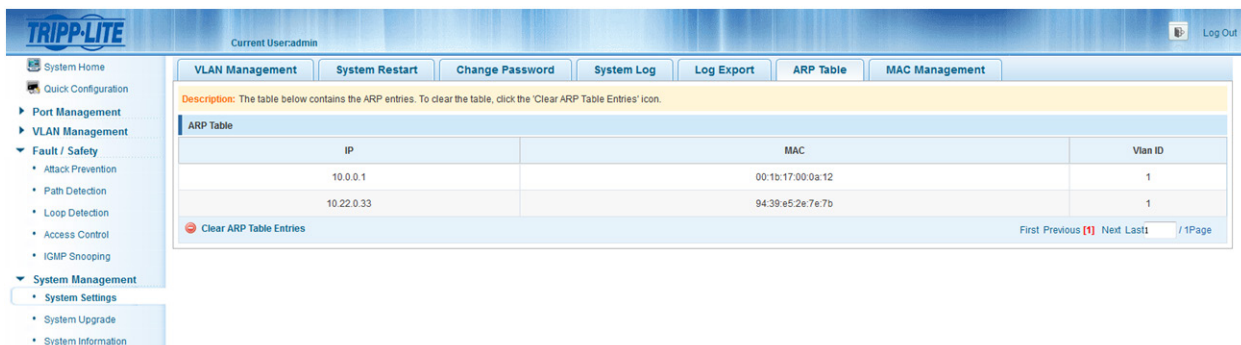 TRIPP·LITE
Current User:admin
Log Out
System Home
Quick Configuration
Port Management
VLAN Management
Fault / Safety
Attack Prevention
Path Detection
Loop Detection
Access Control
IGMP Snooping
System Management
System Settings
System Upgrade
System Information
VLAN Management System Restart Change Password System Log Log Export ARP Table MAC Management
Description: The table below contains the ARP entries. To clear the table, click the 'Clear ARP Table Entries' icon.
ARP Table
IP MAC Vlan ID
10.0.0.1 00:1b:17:00:0a:12 1
10.22.0.33 94:39:e5:2e:7e:7b 1
Clear ARP Table Entries First Previous [1] Next Last 1 / 1Page